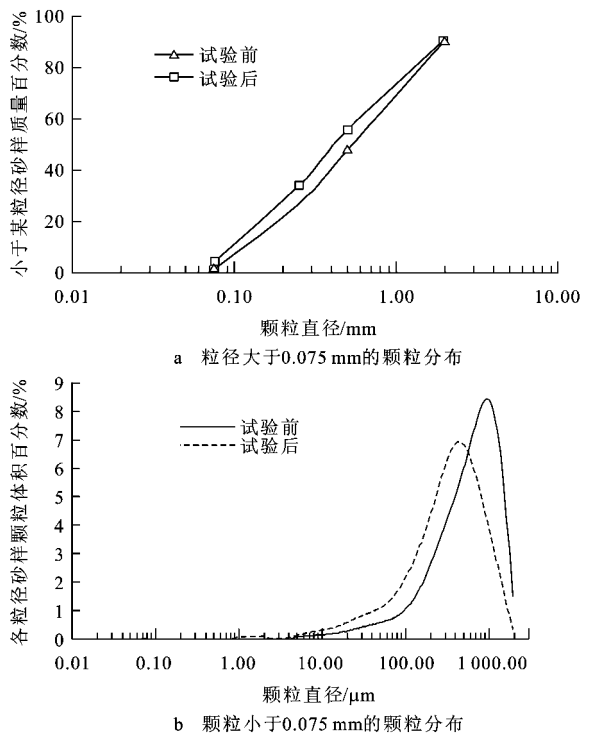 小于某粒径砂样质量百分数/%
100
80
60
40
20
0
试验前
试验后
0.01
0.10
1.00
10.00
颗粒直径/mm
a 粒径大于0.075 mm的颗粒分布
各粒径砂样颗粒体积百分数/%
9
8
7
6
5
4
3
2
1
0
试验前
试验后
0.01
0.10
1.00
10.00
100.00
1 000.00
颗粒直径/μm
b 颗粒小于0.075 mm的颗粒分布